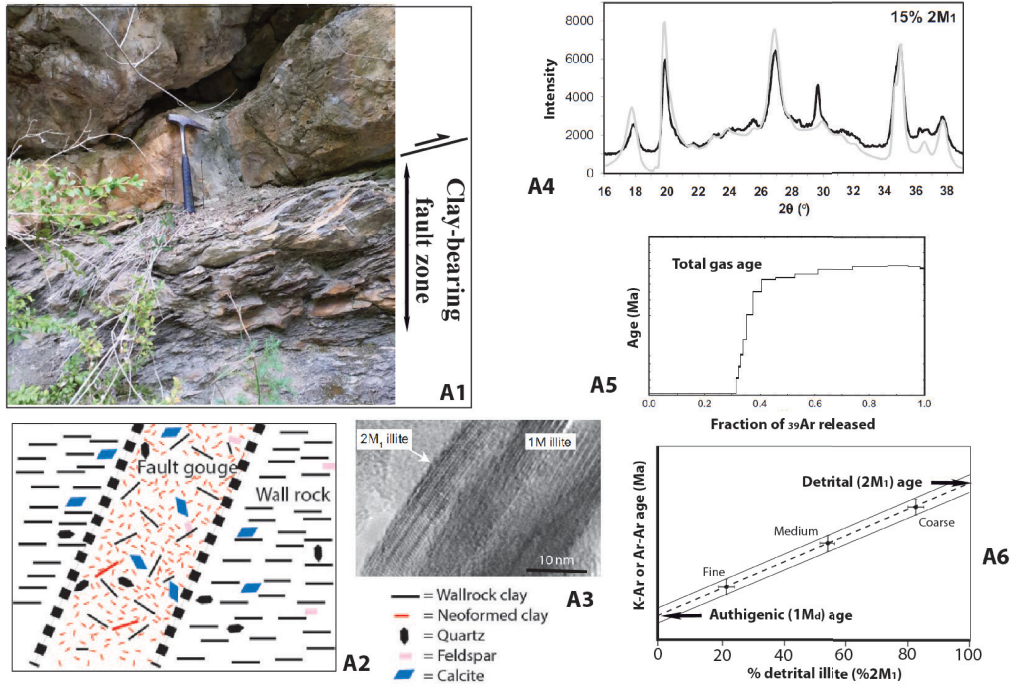 Clay-bearing
fault zone
A1
Fault gouge
Wall rock
A2
2M1 illite
1M illite
10 nm
A3
= Wallrock clay
= Neoformed clay
= Quartz
= Feldspar
= Calcite
15% 2M1
Intensity
8000
6000
4000
2000
0
16 18 20 22 24 26 28 30 32 34 36 38
2θ (°)
A4
Total gas age
Age (Ma)
0.0 0.2 0.4 0.6 0.8 1.0
Fraction of 39Ar released
A5
K-Ar or Ar-Ar age (Ma)
Detrital (2M1) age
Coarse
Medium
Fine
Authigenic (1Md) age
0 20 40 60 80 100
% detrital illite (%2M1)
A6